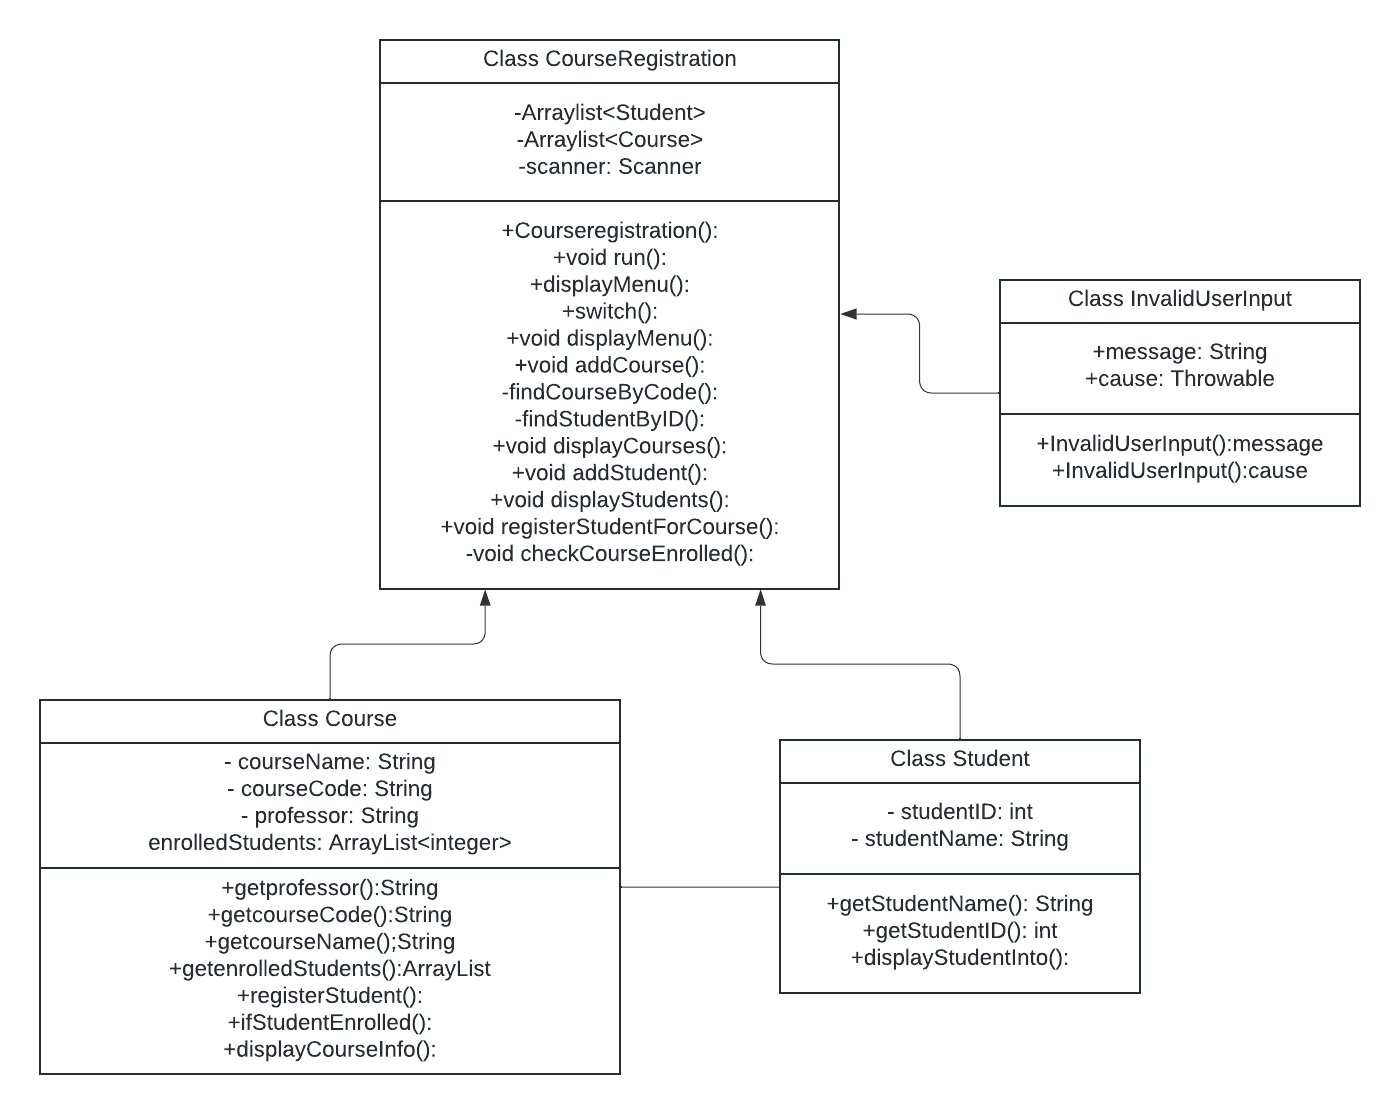 Class CourseRegistration
-Arraylist<Student>
-Arraylist<Course>
-scanner: Scanner
+Courseregistration():
+void run():
+displayMenu():
+switch():
+void displayMenu():
+void addCourse():
-findCourseByCode():
-findStudentByID():
+void displayCourses():
+void addStudent():
+void displayStudents():
+void registerStudentForCourse():
-void checkCourseEnrolled():
Class InvalidUserInput
+message: String
+cause: Throwable
+InvalidUserInput():message
+InvalidUserInput():cause
Class Course
- courseName: String
- courseCode: String
- professor: String
enrolledStudents: ArrayList<integer>
+getprofessor():String
+getcourseCode():String
+getcourseName();String
+getenrolledStudents():ArrayList
+registerStudent():
+ifStudentEnrolled():
+displayCourseInfo():
Class Student
- studentID: int
- studentName: String
+getStudentName(): String
+getStudentID(): int
+displayStudentInto():